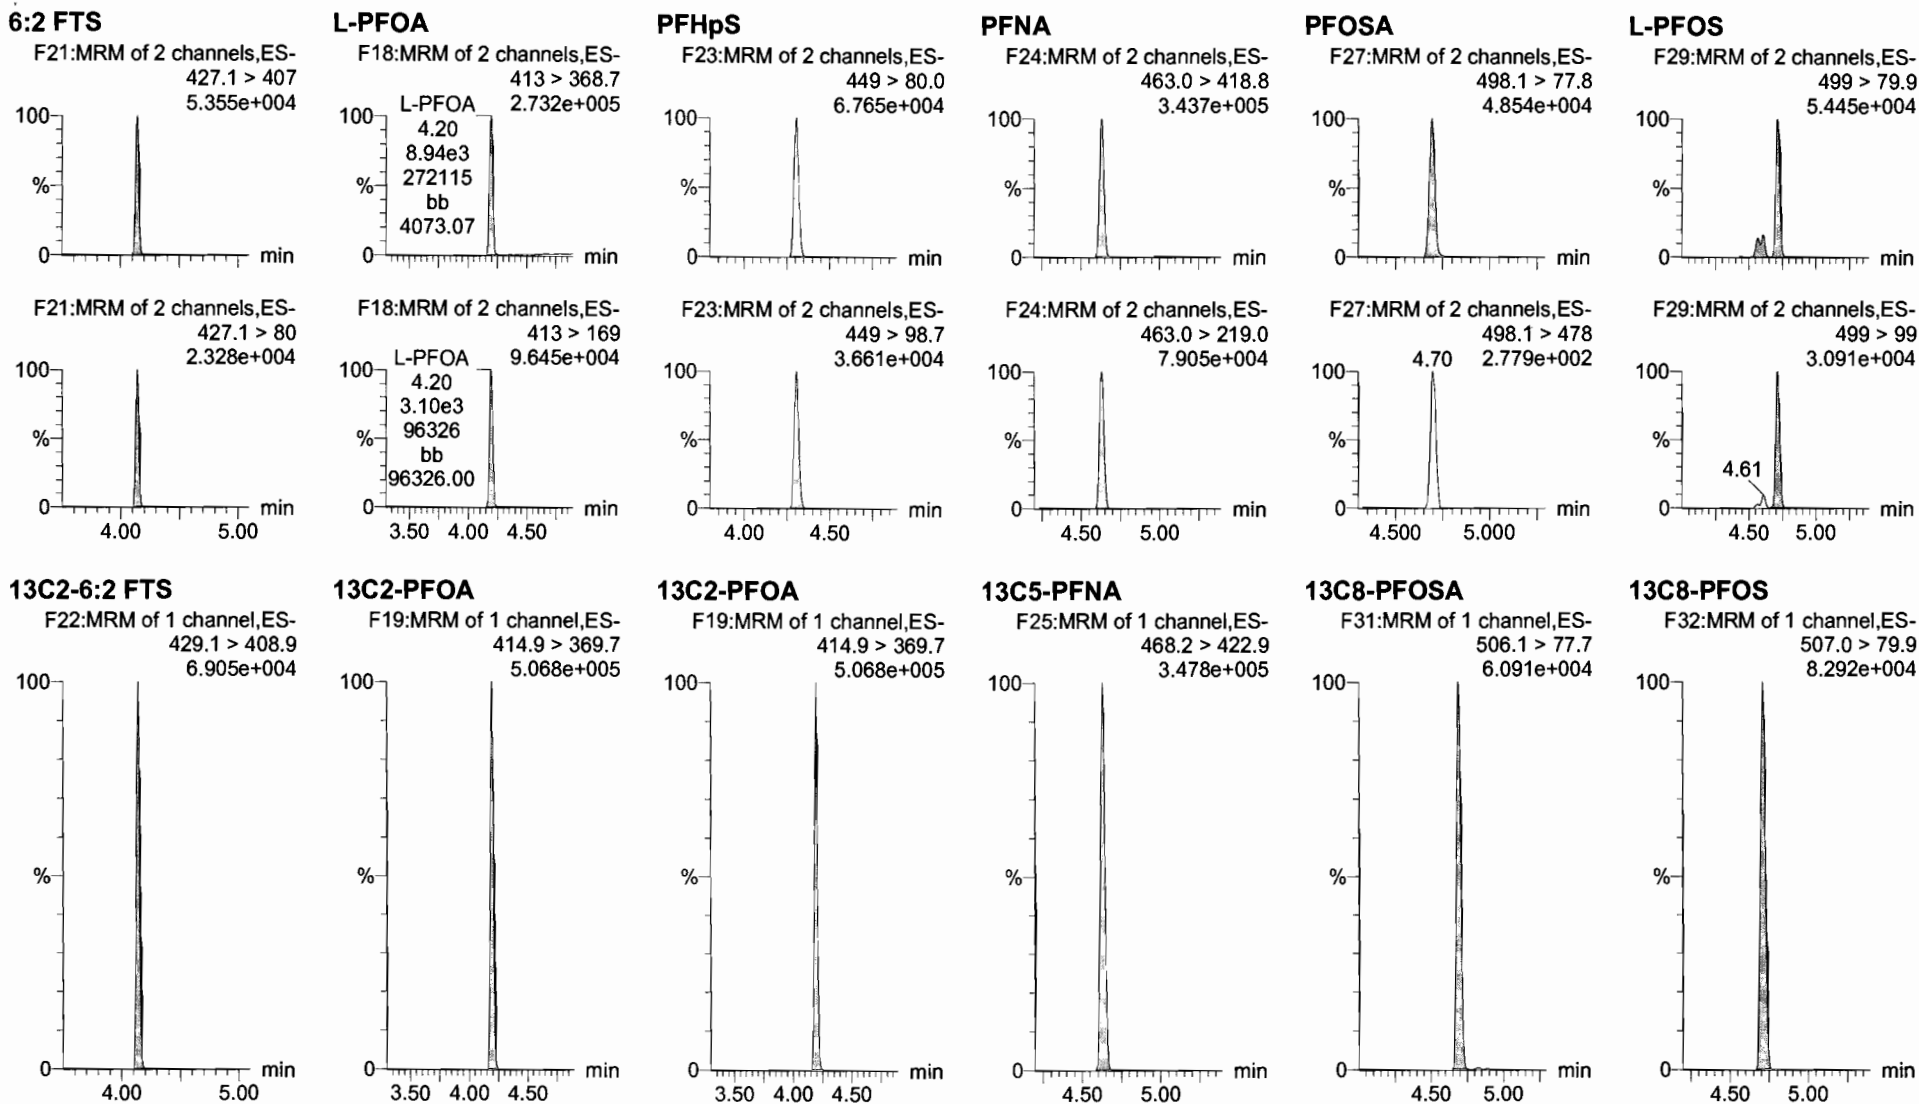 6:2 FTS
F21:MRM of 2 channels,ES-
427.1 > 407
5.355e+004
100
%
0
min
L-PFOA
F18:MRM of 2 channels,ES-
413 > 368.7
2.732e+005
L-PFOA
4.20
8.94e3
272115
bb
4073.07
100
%
0
min
PFHpS
F23:MRM of 2 channels,ES-
449 > 80.0
6.765e+004
100
%
0
min
PFNA
F24:MRM of 2 channels,ES-
463.0 > 418.8
3.437e+005
100
%
0
min
PFOSA
F27:MRM of 2 channels,ES-
498.1 > 77.8
4.854e+004
100
%
0
min
L-PFOS
F29:MRM of 2 channels,ES-
499 > 79.9
5.445e+004
100
%
0
min
F21:MRM of 2 channels,ES-
427.1 > 80
2.328e+004
100
%
0
min
4.00 5.00
F18:MRM of 2 channels,ES-
413 > 169
9.645e+004
L-PFOA
4.20
3.10e3
96326
bb
96326.00
100
%
0
min
3.50 4.00 4.50
F23:MRM of 2 channels,ES-
449 > 98.7
3.661e+004
100
%
0
min
4.00 4.50
F24:MRM of 2 channels,ES-
463.0 > 219.0
7.905e+004
100
%
0
min
4.50 5.00
F27:MRM of 2 channels,ES-
498.1 > 478
4.70 2.779e+002
100
%
0
min
4.500 5.000
F29:MRM of 2 channels,ES-
499 > 99
3.091e+004
100
%
4.61
0
min
4.50 5.00
13C2-6:2 FTS
F22:MRM of 1 channel,ES-
429.1 > 408.9
6.905e+004
100
%
0
min
4.00 5.00
13C2-PFOA
F19:MRM of 1 channel,ES-
414.9 > 369.7
5.068e+005
100
%
0
min
3.50 4.00 4.50
13C2-PFOA
F19:MRM of 1 channel,ES-
414.9 > 369.7
5.068e+005
100
%
0
min
3.50 4.00 4.50
13C5-PFNA
F25:MRM of 1 channel,ES-
468.2 > 422.9
3.478e+005
100
%
0
min
4.50 5.00
13C8-PFOSA
F31:MRM of 1 channel,ES-
506.1 > 77.7
6.091e+004
100
%
0
min
4.50 5.00
13C8-PFOS
F32:MRM of 1 channel,ES-
507.0 > 79.9
8.292e+004
100
%
0
min
4.50 5.00